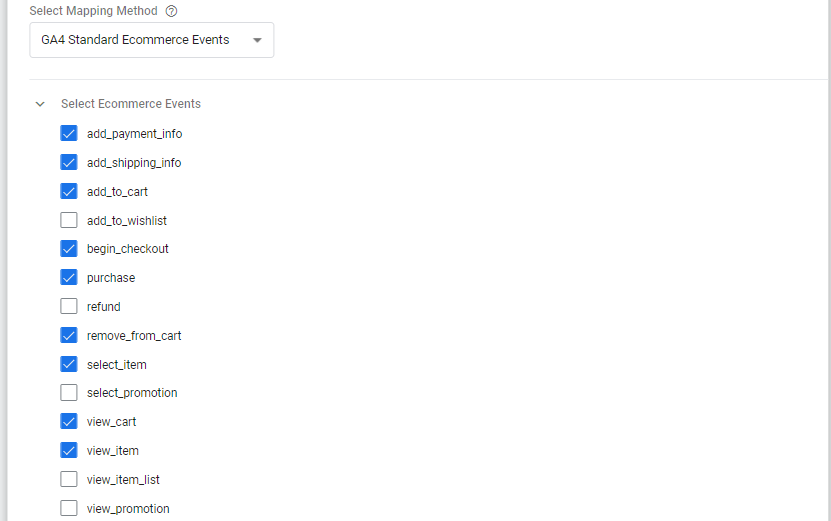 Select Mapping Method
GA4 Standard Ecommerce Events
Select Ecommerce Events
add_payment_info
add_shipping_info
add_to_cart
add_to_wishlist
begin_checkout
purchase
refund
remove_from_cart
select_item
select_promotion
view_cart
view_item
view_item_list
view_promotion